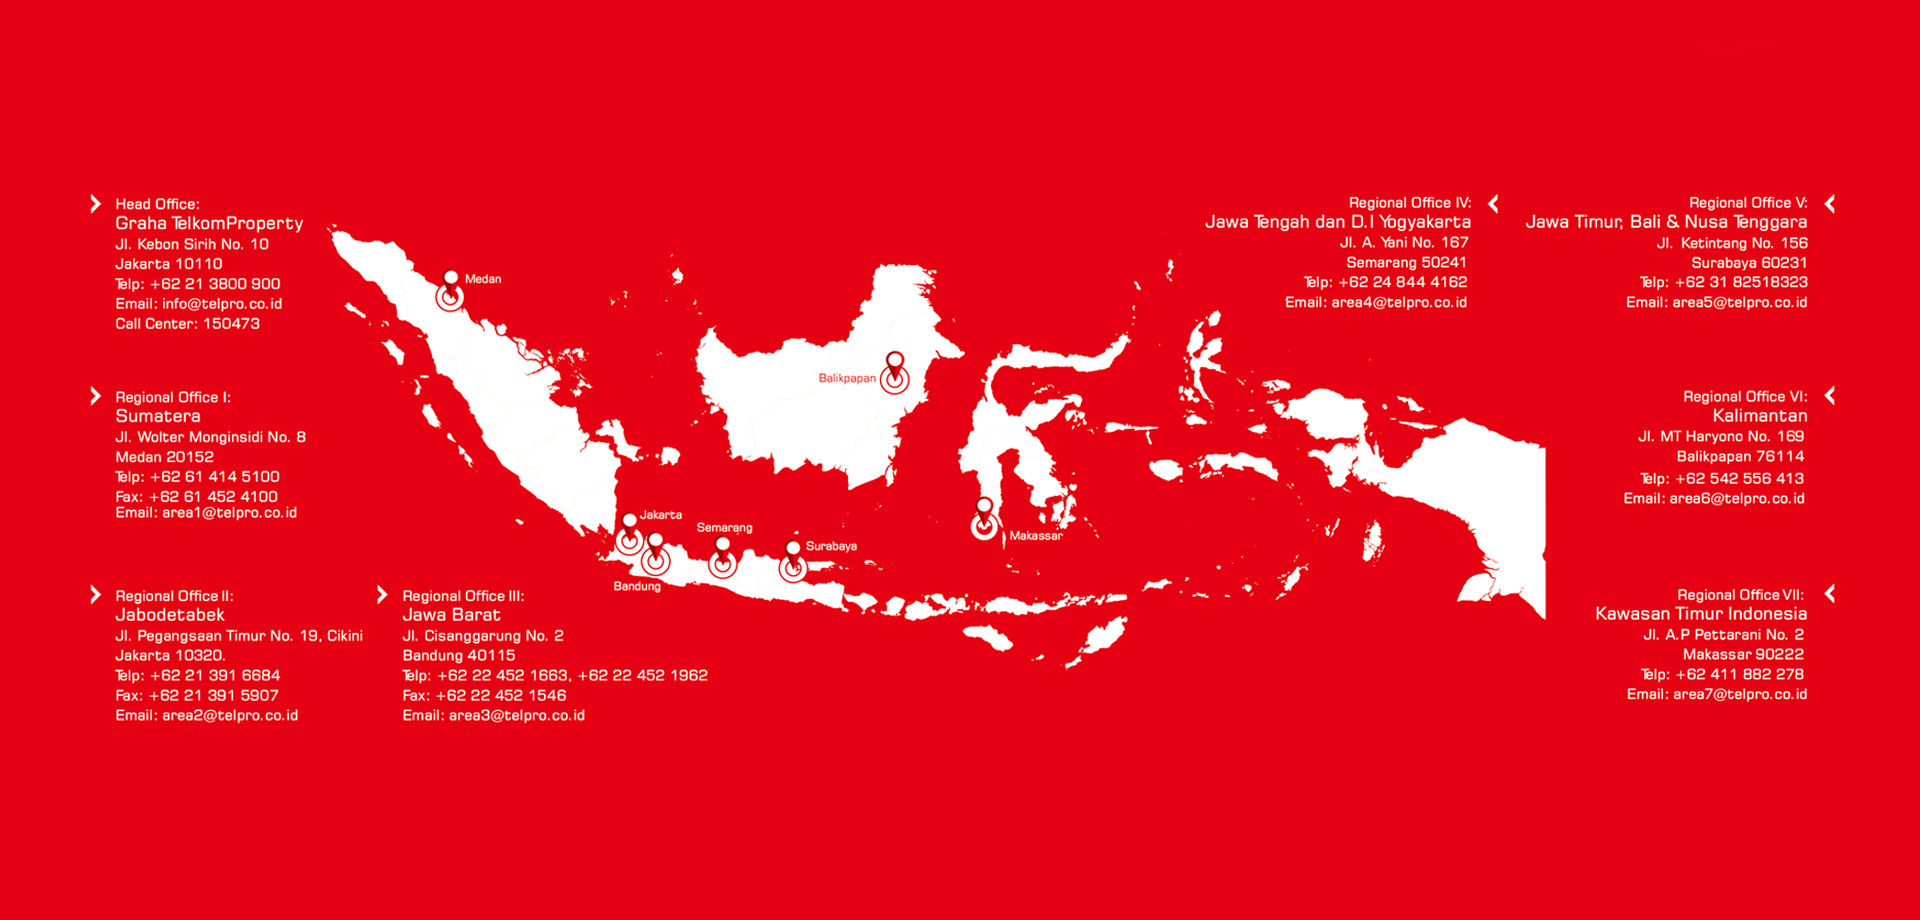 Head Office:
Graha TelkomProperty
Jl. Kebon Sirih No. 10
Jakarta 10110
Telp: +62 21 3800 900
Email: info@telpro.co.id
Call Center: 150473
Regional Office I:
Sumatera
Jl. Wolter Monginsidi No. 8
Medan 20152
Telp: +62 61 414 5100
Fax: +62 61 452 4100
Email: area1@telpro.co.id
Regional Office II:
Jabodetabek
Jl. Pegangsaan Timur No. 19, Cikini
Jakarta 10320.
Telp: +62 21 391 6684
Fax: +62 21 391 5907
Email: area2@telpro.co.id
Regional Office III:
Jawa Barat
Jl. Cisanggarung No. 2
Bandung 40115
Telp: +62 22 452 1663, +62 22 452 1962
Fax: +62 22 452 1546
Email: area3@telpro.co.id
Medan
Balikpapan
Jakarta
Semarang
Surabaya
Bandung
Makassar
Regional Office IV:
Jawa Tengah dan D.I Yogyakarta
Jl. A. Yani No. 167
Semarang 50241
Telp: +62 24 844 4162
Email: area4@telpro.co.id
Regional Office V:
Jawa Timur, Bali & Nusa Tenggara
Jl. Ketintang No. 156
Surabaya 60231
Telp: +62 31 82518323
Email: area5@telpro.co.id
Regional Office VI:
Kalimantan
Jl. MT Haryono No. 169
Balikpapan 76114
Telp: +62 542 556 413
Email: area6@telpro.co.id
Regional Office VII:
Kawasan Timur Indonesia
Jl. A.P Pettarani No. 2
Makassar 90222
Telp: +62 411 882 278
Email: area7@telpro.co.id